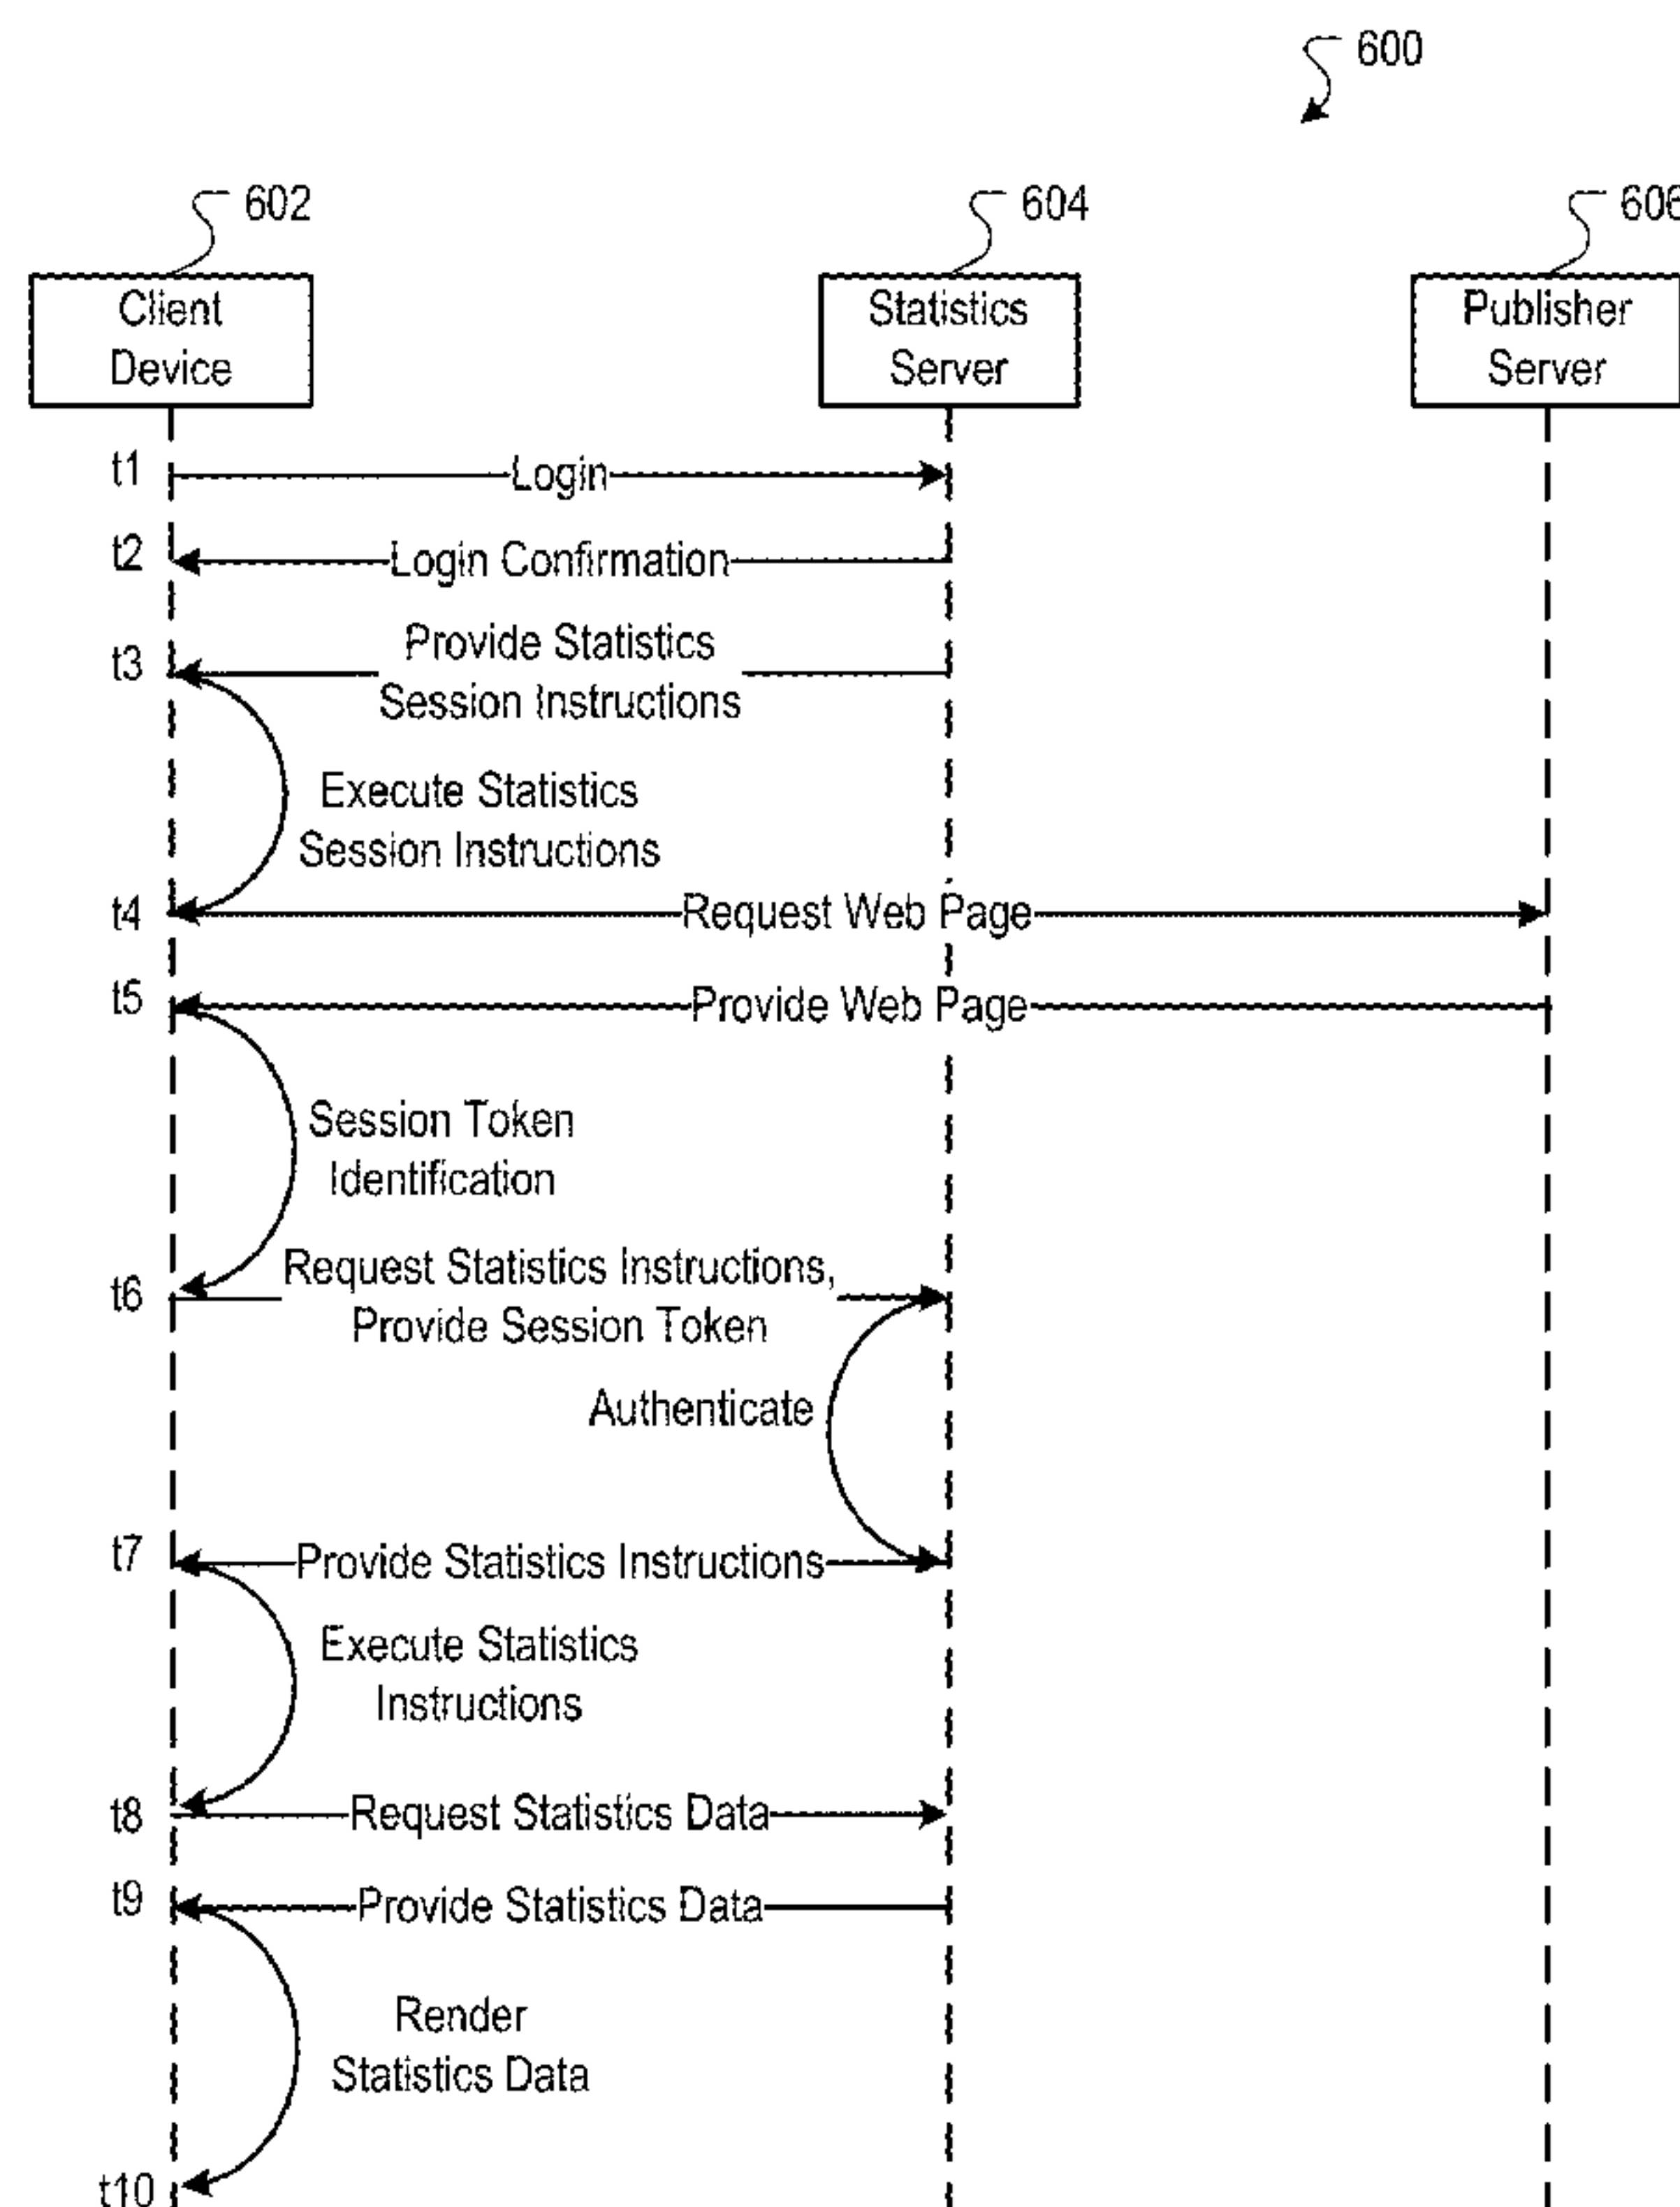 600
602
604
606
Client
Device
Statistics
Server
Publisher
Server
t1
Login
t2
Login Confirmation
t3
Provide Statistics
Session Instructions
Execute Statistics
Session Instructions
t4
Request Web Page
t5
Provide Web Page
Session Token
Identification
t6
Request Statistics Instructions,
Provide Session Token
Authenticate
t7
Provide Statistics Instructions
Execute Statistics
Instructions
t8
Request Statistics Data
t9
Provide Statistics Data
Render
Statistics Data
t10